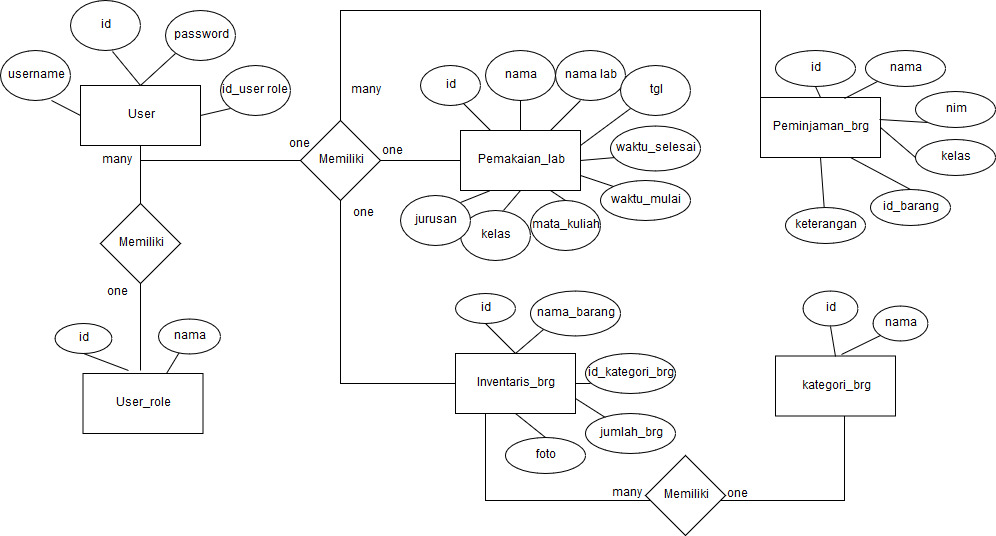 id
password
username
id_user role
User
many
Memiliki
one
id
nama
User_role
one
many
Memiliki
one
one
id
nama
nama lab
tgl
Pemakaian_lab
waktu_selesai
waktu_mulai
jurusan
kelas
mata_kuliah
id
nama
nim
Peminjaman_brg
kelas
id_barang
keterangan
id
nama_barang
Inventaris_brg
id_kategori_brg
jumlah_brg
foto
id
nama
kategori_brg
many
Memiliki
one